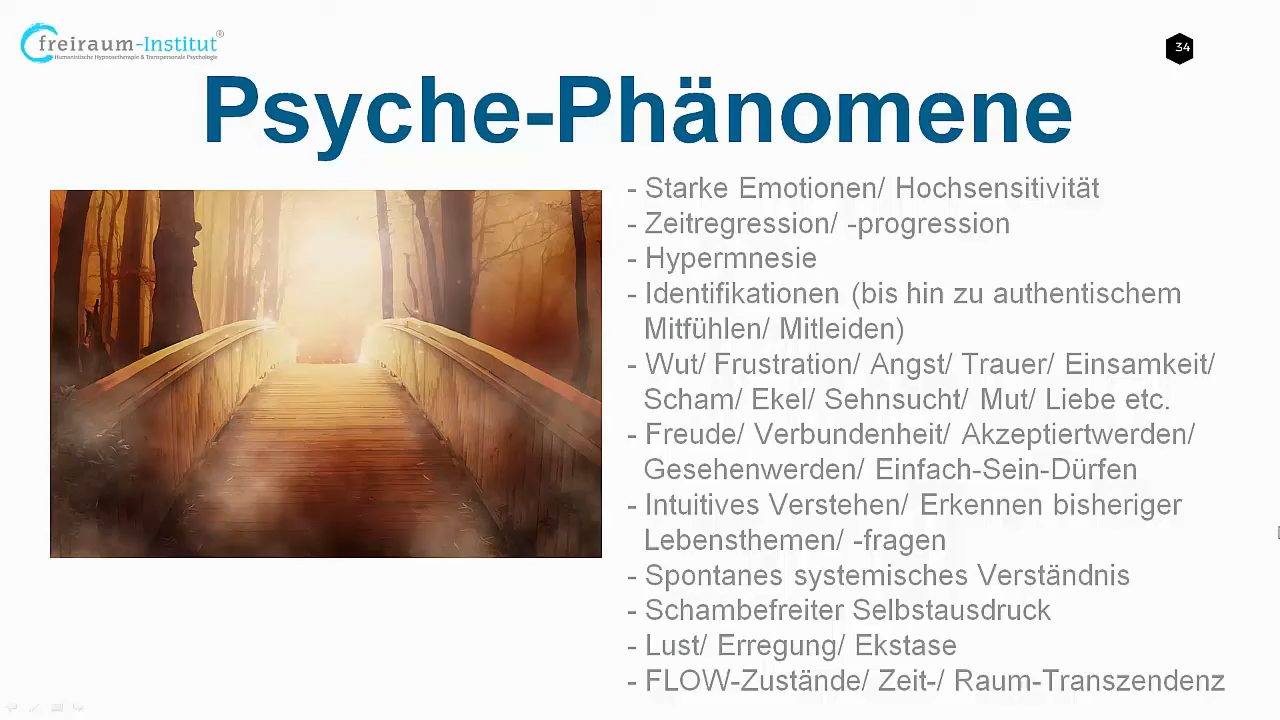 freiraum-Institut®
Humanistische Hypnosetherapie & Transpersonale Psychologie
34
Psyche-Phänomene
- Starke Emotionen/ Hochsensitivität
- Zeitregression/ -progression
- Hypermnesie
- Identifikationen (bis hin zu authentischem
Mitfühlen/ Mitleiden)
- Wut/ Frustration/ Angst/ Trauer/ Einsamkeit/
Scham/ Ekel/ Sehnsucht/ Mut/ Liebe etc.
- Freude/ Verbundenheit/ Akzeptiertwerden/
Gesehenwerden/ Einfach-Sein-Dürfen
- Intuitives Verstehen/ Erkennen bisheriger
Lebensthemen/ -fragen
- Spontanes systemisches Verständnis
- Schambefreiter Selbstausdruck
- Lust/ Erregung/ Ekstase
- FLOW-Zustände/ Zeit-/ Raum-Transzendenz